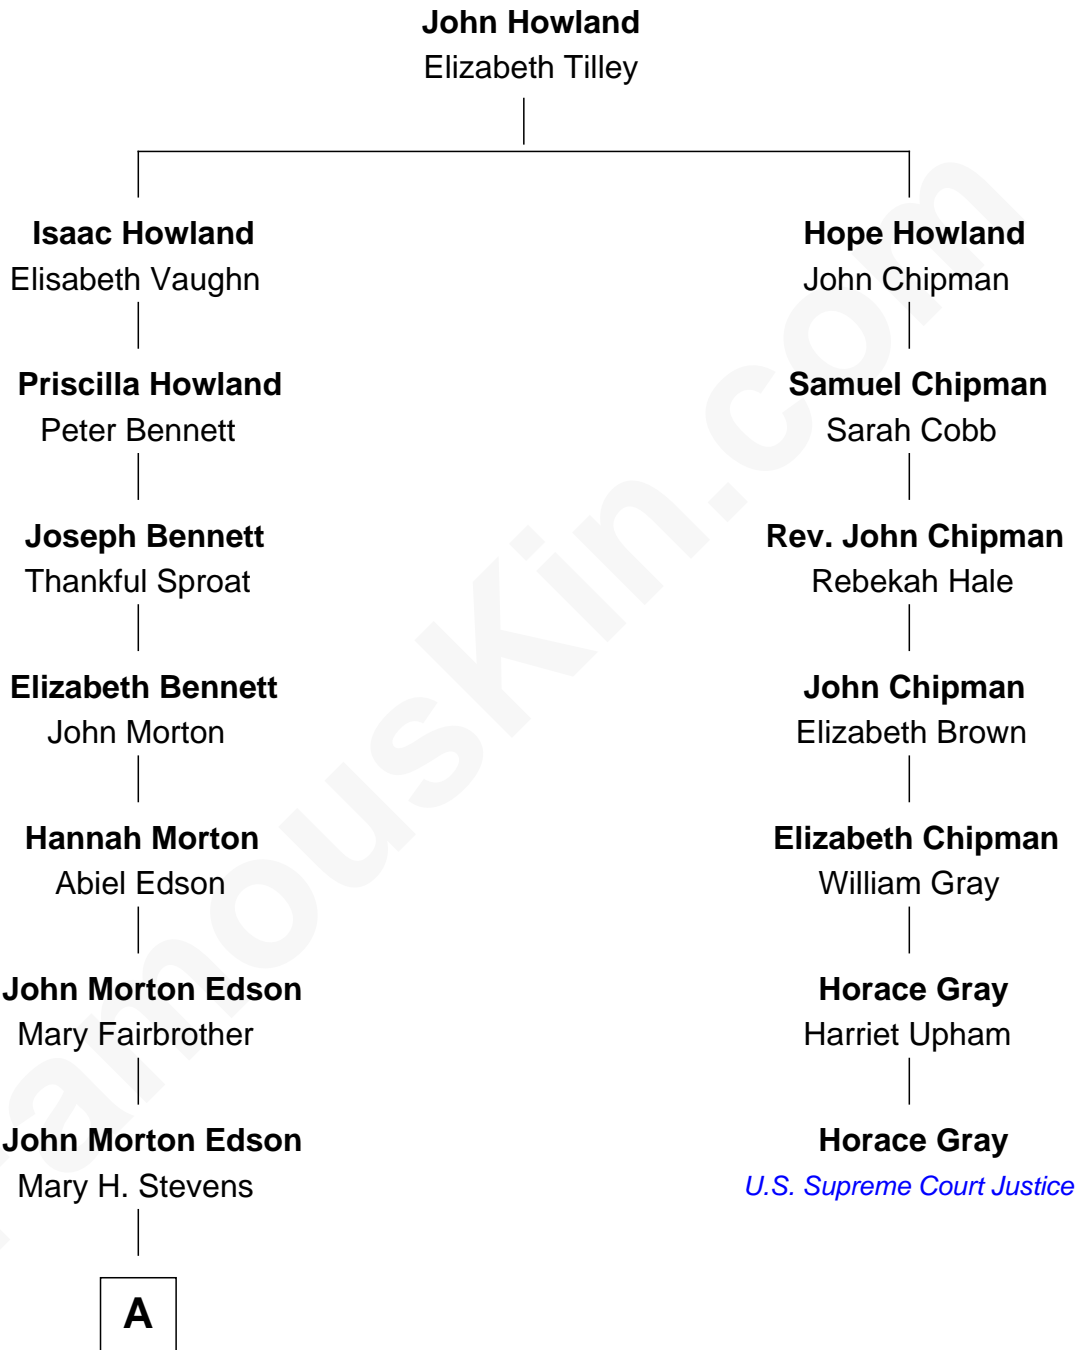 John Howland
Elizabeth Tilley
Isaac Howland
Elisabeth Vaughn
Hope Howland
John Chipman
Priscilla Howland
Peter Bennett
Samuel Chipman
Sarah Cobb
Joseph Bennett
Thankful Sproat
Rev. John Chipman
Rebekah Hale
Elizabeth Bennett
John Morton
John Chipman
Elizabeth Brown
Hannah Morton
Abiel Edson
Elizabeth Chipman
William Gray
John Morton Edson
Mary Fairbrother
Horace Gray
Harriet Upham
John Morton Edson
Mary H. Stevens
Horace Gray
U.S. Supreme Court Justice
A
FamousKin.com